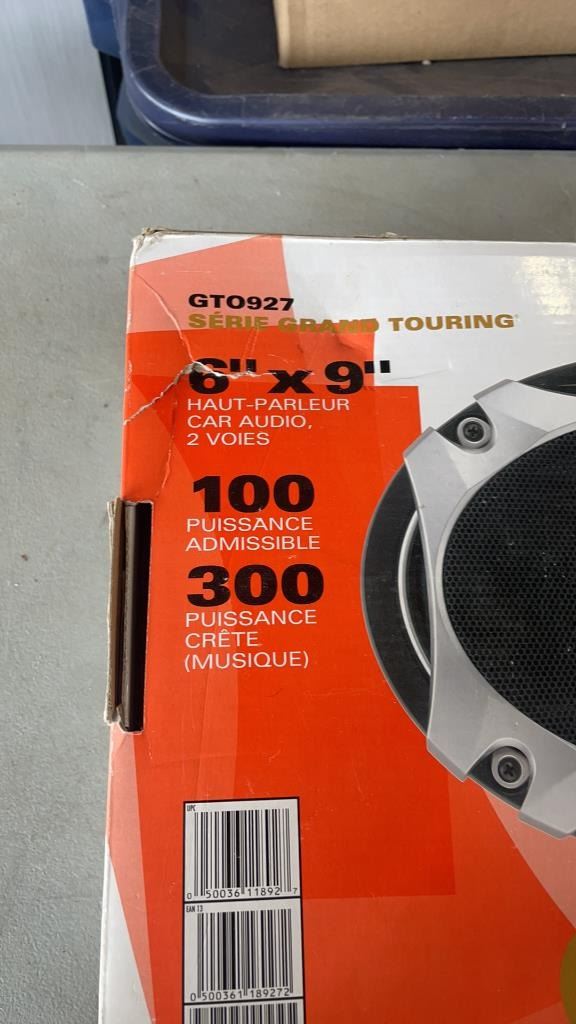 GTO927
SÉRIE GRAND TOURING®
6" x 9"
HAUT-PARLEUR
CAR AUDIO,
2 VOIES
100
PUISSANCE
ADMISSIBLE
300
PUISSANCE
CRÊTE
(MUSIQUE)
UPC
0 50036 11892 7
EAN 13
0 500361 189272